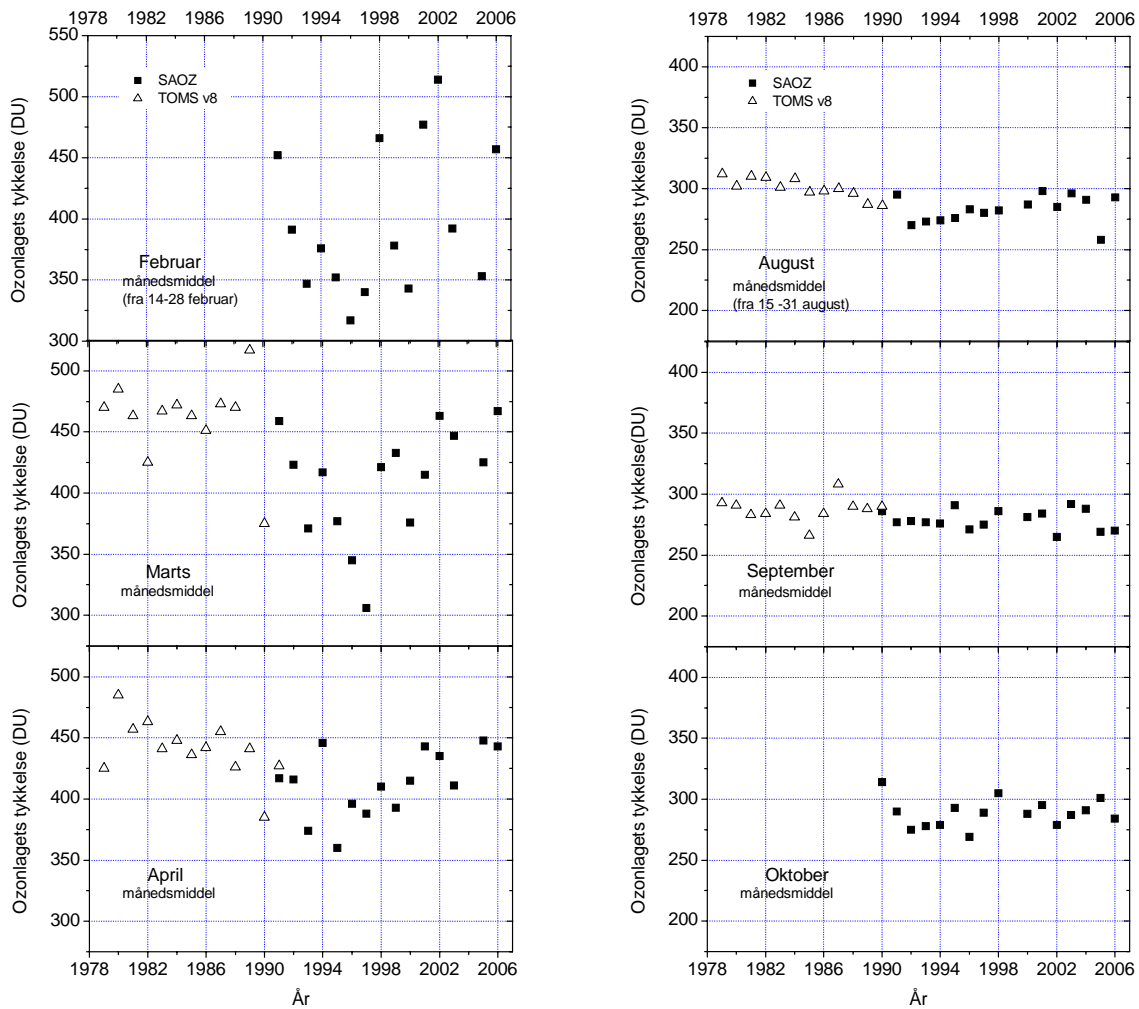 1978 1982 1986 1990 1994 1998 2002 2006
550
500
450
400
350
300
Ozonlagets tykkelse (DU)
SAOZ
TOMS v8
Februar
månedsmiddel
(fra 14-28 februar)
500
450
400
350
300
Ozonlagets tykkelse (DU)
Marts
månedsmiddel
500
450
400
350
300
Ozonlagets tykkelse (DU)
April
månedsmiddel
1978 1982 1986 1990 1994 1998 2002 2006
År
1978 1982 1986 1990 1994 1998 2002 2006
400
350
300
250
200
Ozonlagets tykkelse (DU)
SAOZ
TOMS v8
August
månedsmiddel
(fra 15 -31 august)
400
350
300
250
200
Ozonlagets tykkelse(DU)
September
månedsmiddel
400
350
300
250
200
Ozonlagets tykkelse (DU)
Oktober
månedsmiddel
1978 1982 1986 1990 1994 1998 2002 2006
År